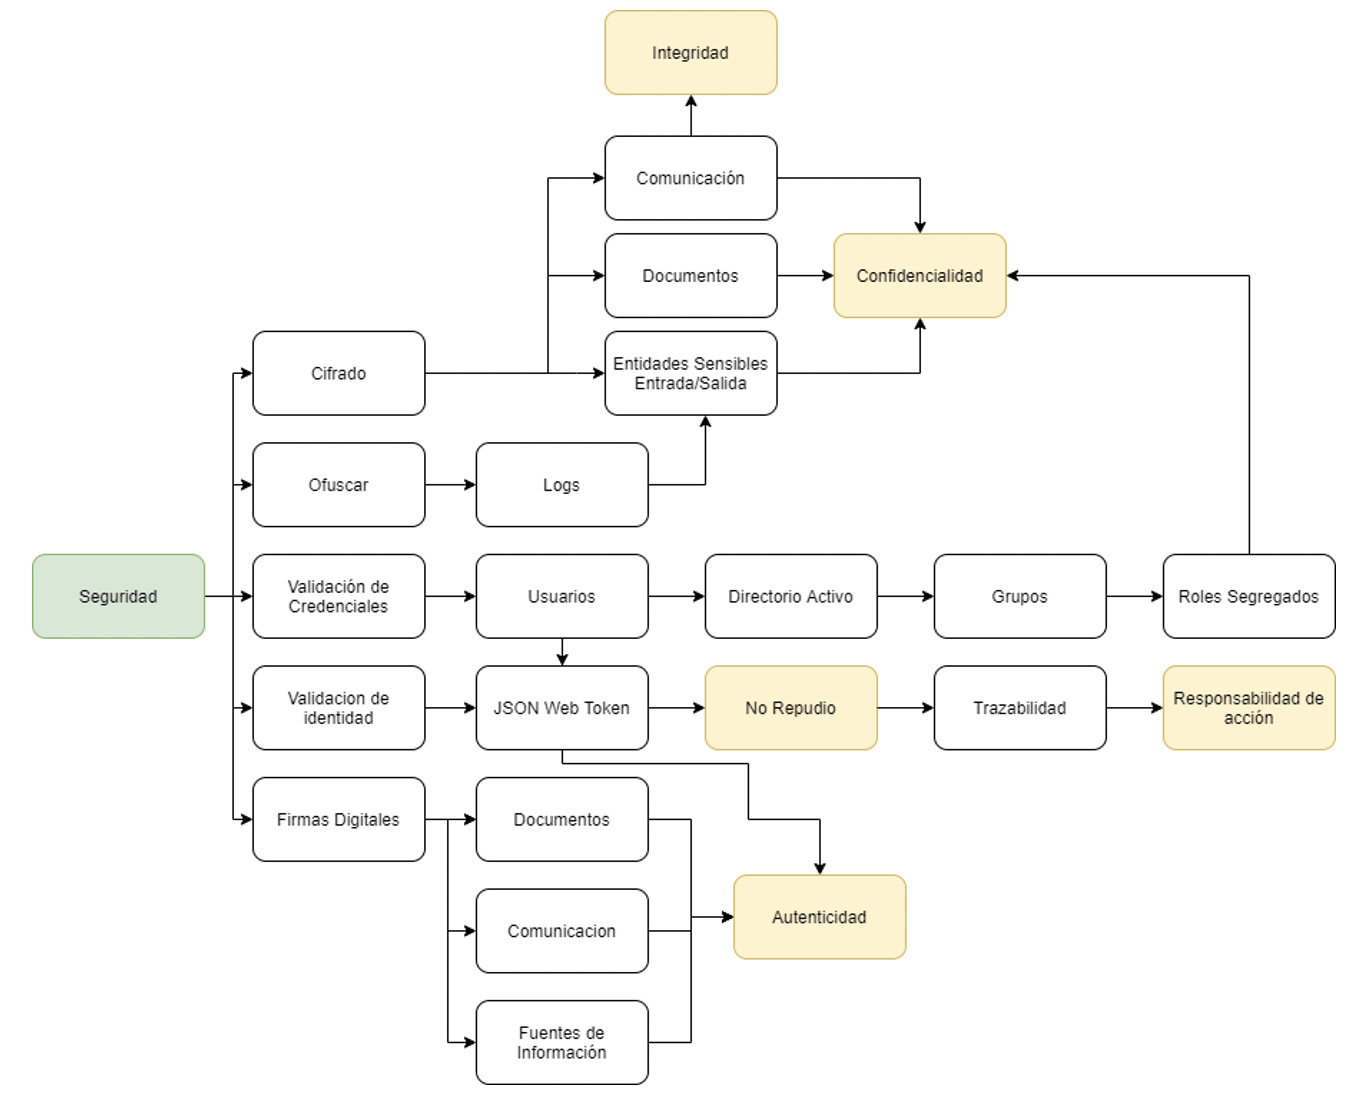 Integridad
Comunicación
Documentos
Confidencialidad
Cifrado
Entidades Sensibles
Entrada/Salida
Ofuscar
Logs
Seguridad
Validación de
Credenciales
Usuarios
Directorio Activo
Grupos
Roles Segregados
Validacion de
identidad
JSON Web Token
No Repudio
Trazabilidad
Responsabilidad de
acción
Firmas Digitales
Documentos
Autenticidad
Comunicacion
Fuentes de
Información